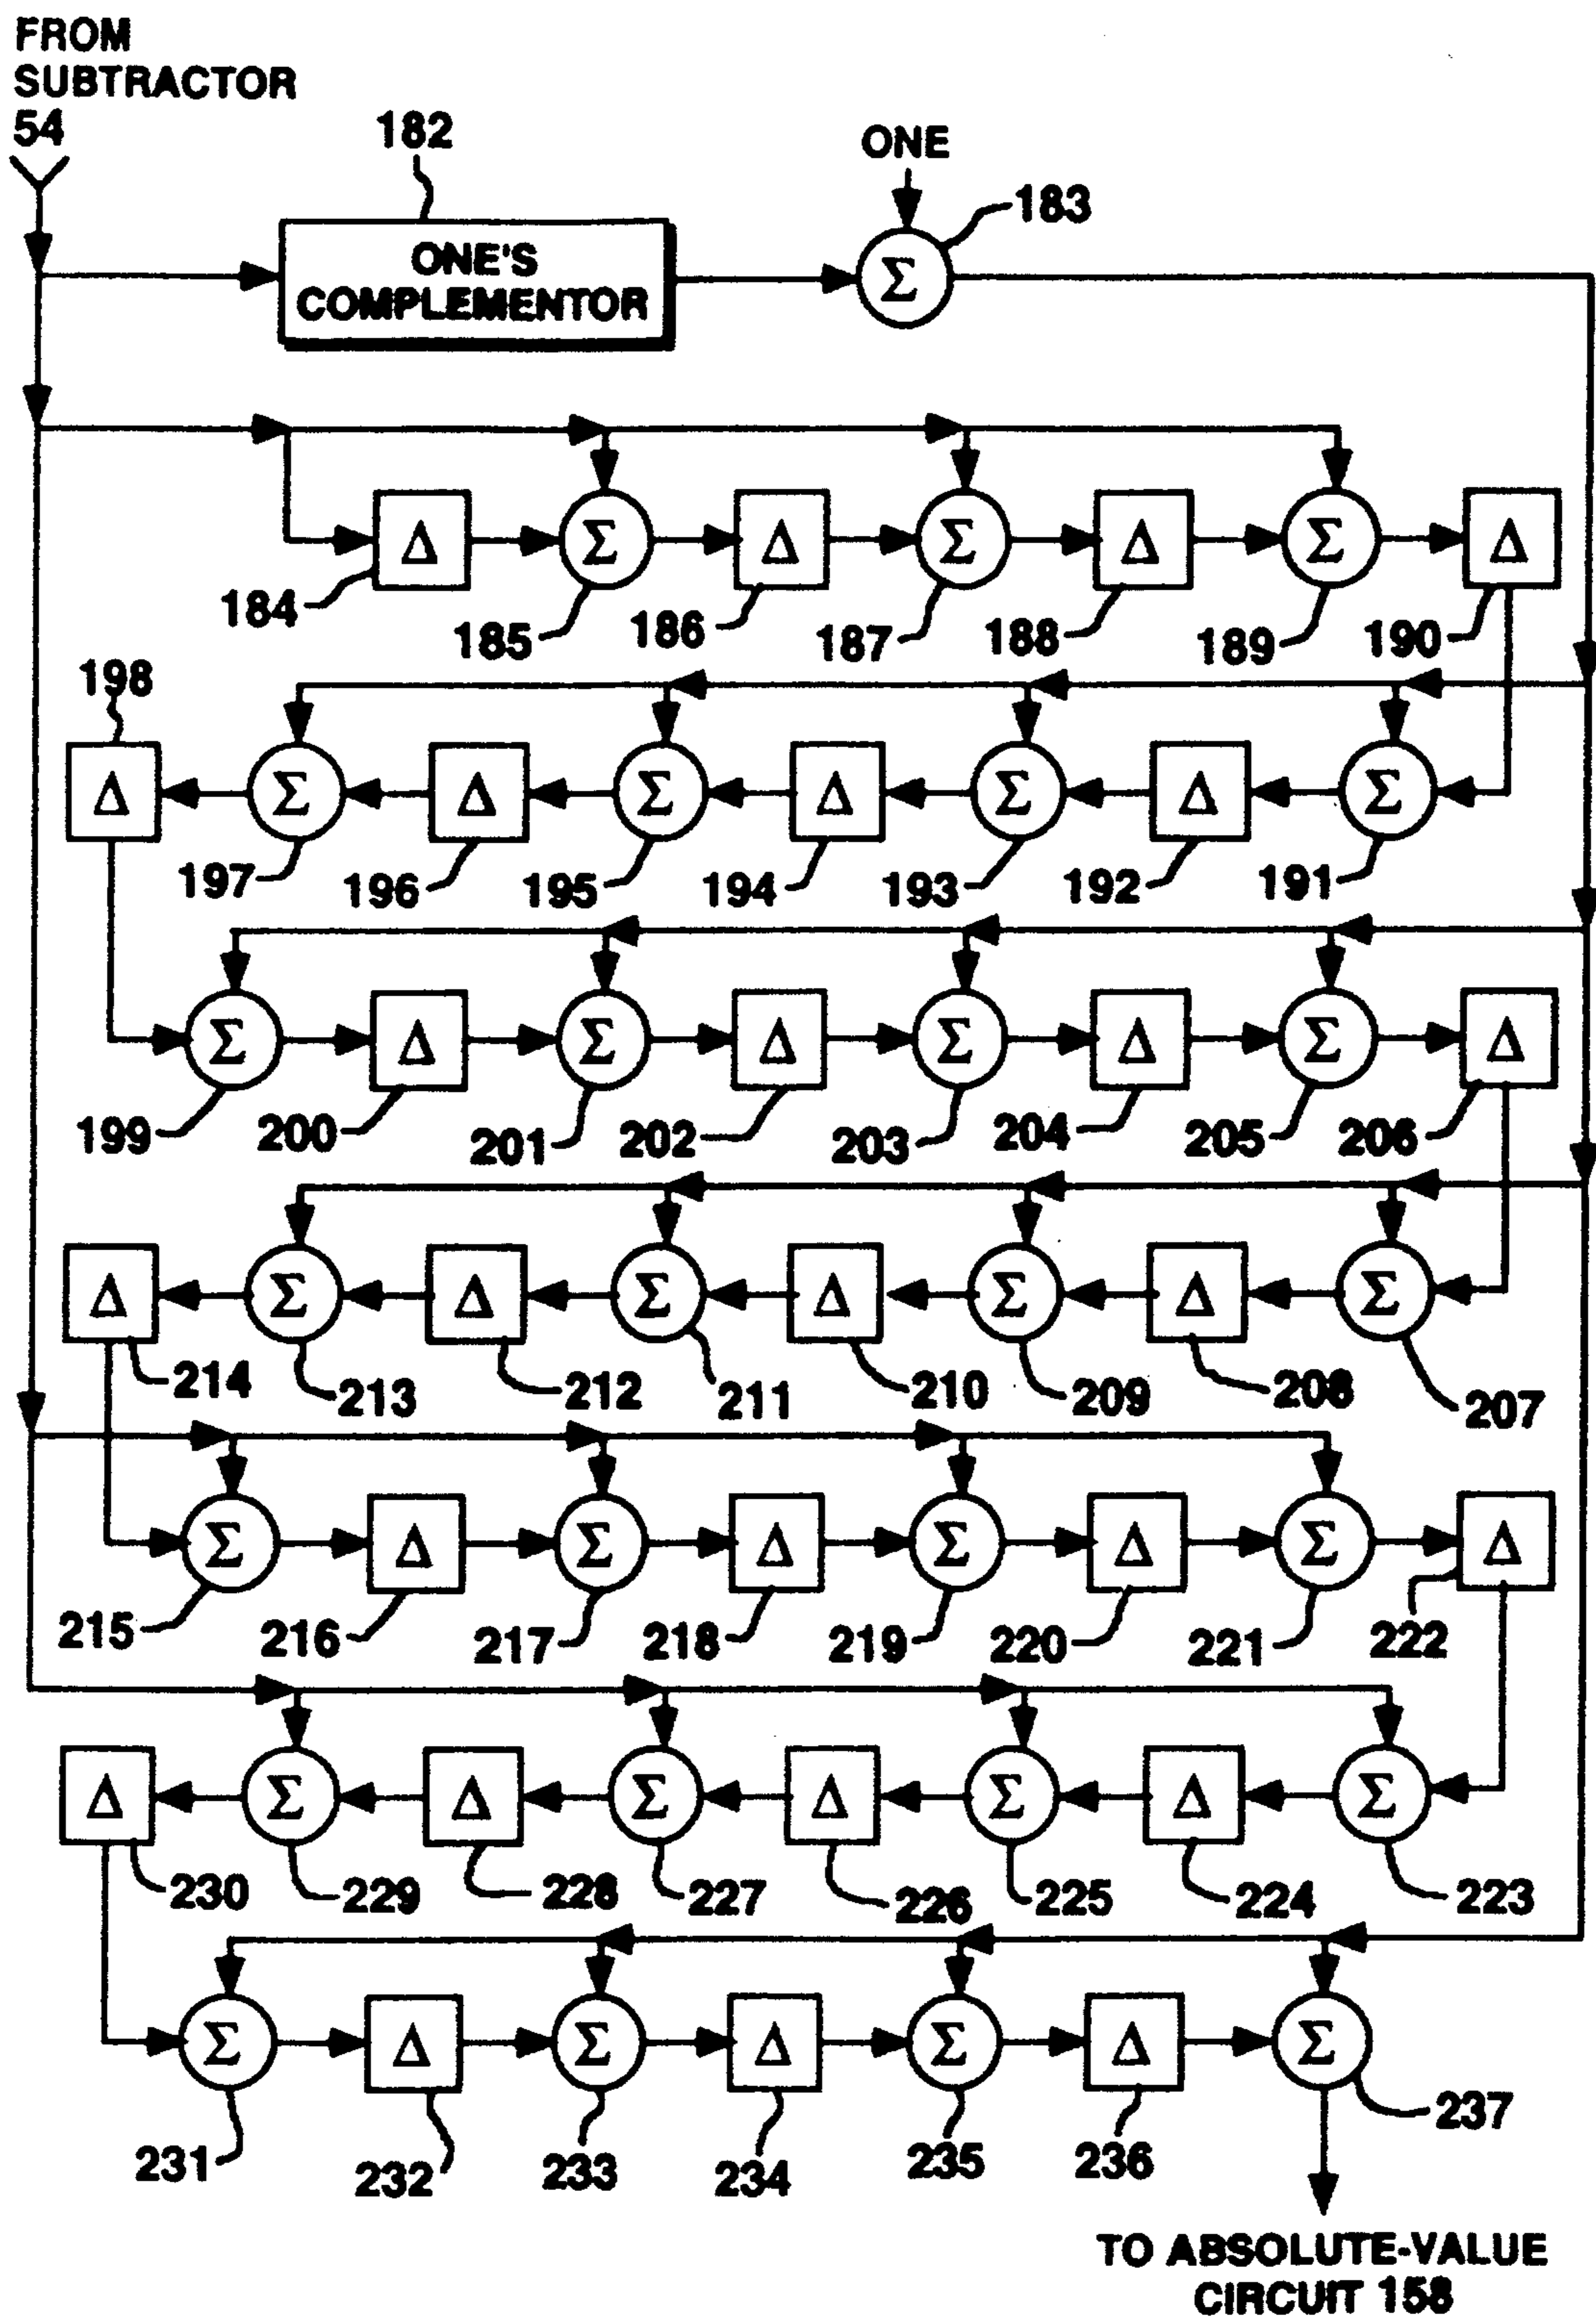 FROM
SUBTRACTOR
54
182
ONE
183
ONE'S
COMPLEMENTOR
Σ
Δ Σ Δ Σ Δ Σ Δ
184 185 186 187 188 189 190
198
Δ Σ Δ Σ Δ Σ Δ Σ
197 196 195 194 193 192 191
Σ Δ Σ Δ Σ Δ Σ Δ
199 200 201 202 203 204 205 206
Δ Σ Δ Σ Δ Σ Δ Σ
214 213 212 211 210 209 208 207
Σ Δ Σ Δ Σ Δ Σ Δ
215 216 217 218 219 220 221 222
Δ Σ Δ Σ Δ Σ Δ Σ
230 229 228 227 226 225 224 223
Σ Δ Σ Δ Σ Δ Σ
237
231 232 233 234 235 236
TO ABSOLUTE-VALUE
CIRCUIT 158